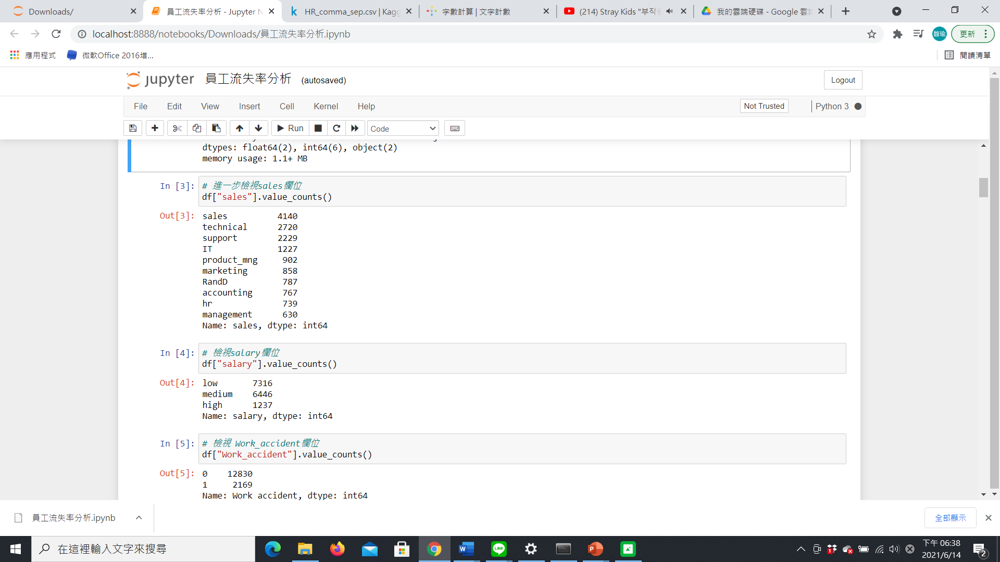 Downloads/
員工流失率分析 - Jupyter N
HR_comma_sep.csv | Kagg
字數計算 | 文字計數
(214) Stray Kids "부작용
我的雲端硬碟 - Google 雲端
localhost:8888/notebooks/Downloads/員工流失率分析.ipynb
馥瑜
更新
應用程式
微軟Office 2016增...
閱讀清單
jupyter
員工流失率分析
(autosaved)
Logout
File
Edit
View
Insert
Cell
Kernel
Help
Not Trusted
Python 3
Run
Code
dtypes: float64(2), int64(6), object(2)
memory usage: 1.1+ MB
In [3]: # 進一步檢視sales欄位
df["sales"].value_counts()
Out[3]: sales 4140
technical 2720
support 2229
IT 1227
product_mng 902
marketing 858
RandD 787
accounting 767
hr 739
management 630
Name: sales, dtype: int64
In [4]: # 檢視salary欄位
df["salary"].value_counts()
Out[4]: low 7316
medium 6446
high 1237
Name: salary, dtype: int64
In [5]: # 檢視 Work_accident欄位
df["Work_accident"].value_counts()
Out[5]: 0 12830
1 2169
Name: Work accident, dtype: int64
員工流失率分析.ipynb
全部顯示
在這裡輸入文字來搜尋
下午 06:38
2021/6/14
2